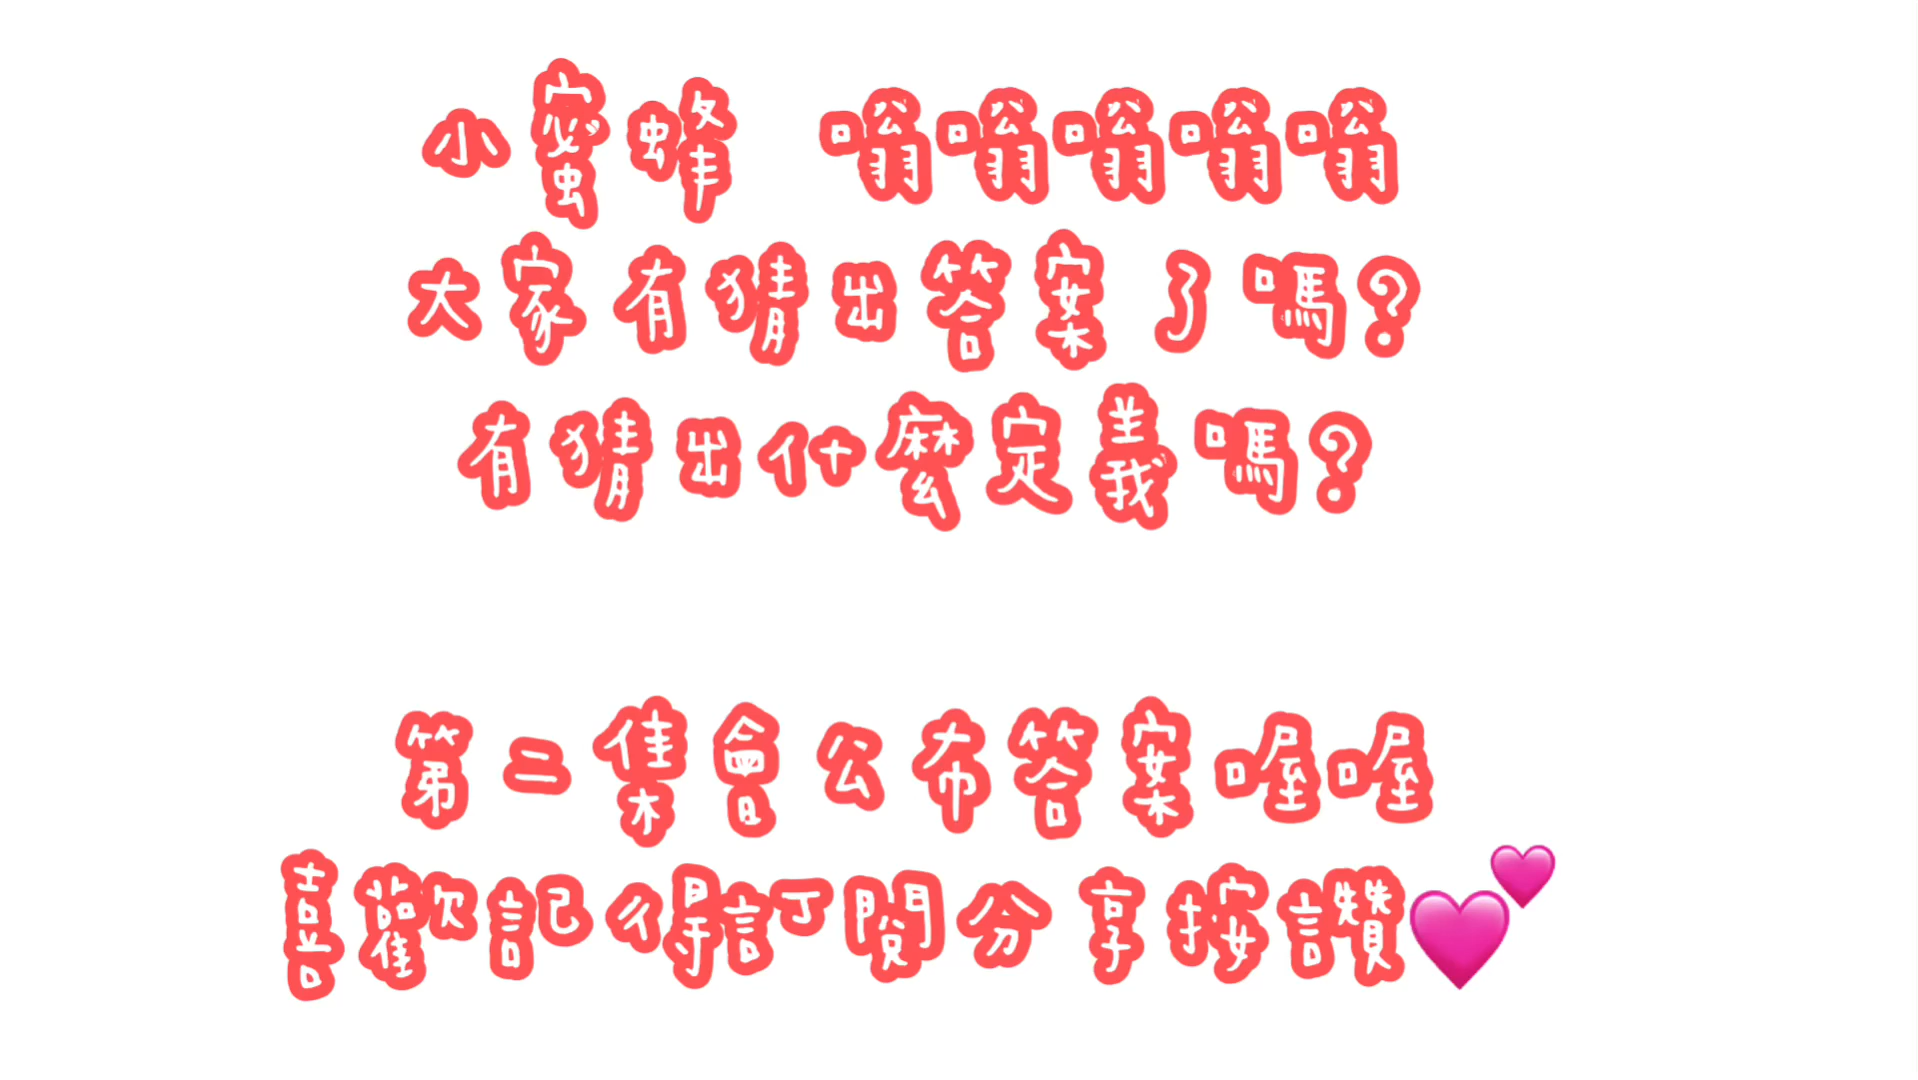 小蜜蜂 嗡嗡嗡嗡嗡
大家有猜出答案了嗎?
有猜出什麼定義嗎?
第二集會公布答案喔喔
喜歡記得訂閱分享按讚💕